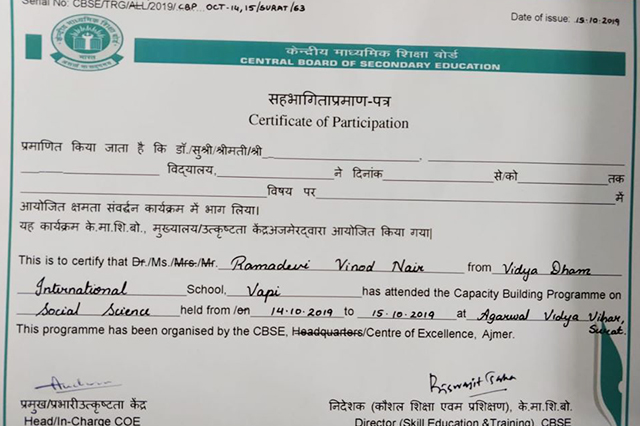 Serial No: CBSE/TRG/ALL/2019/ CBP OCT-14,15/SURAT/63
Date of issue: 15.10.2019
केन्द्रीय माध्यमिक शिक्षा बोर्ड
CENTRAL BOARD OF SECONDARY EDUCATION
सहभागिताप्रमाण-पत्र
Certificate of Participation
प्रमाणित किया जाता है कि डॉ./सुश्री/श्रीमती/श्री
विद्यालय, ने दिनांक से/को तक
विषय पर में
आयोजित क्षमता संवर्द्धन कार्यक्रम में भाग लिया।
यह कार्यक्रम के.मा.शि.बो., मुख्यालय/उत्कृष्टता केंद्रअजमेरद्वारा आयोजित किया गया|
This is to certify that Dr./Ms./Mrs./Mr. Ramadevi Vinod Nair from Vidya Dham
International School, Vapi has attended the Capacity Building Programme on
Social Science held from /on 14.10.2019 to 15.10.2019 at Agarwal Vidya Vihar, Surat.
This programme has been organised by the CBSE, Headquarters/Centre of Excellence, Ajmer.
प्रमुख/प्रभारीउत्कृष्टता केंद्र
Head/In-Charge COE
निदेशक (कौशल शिक्षा एवम प्रशिक्षण), के.मा.शि.बो.
Director (Skill Education &Training), CBSE